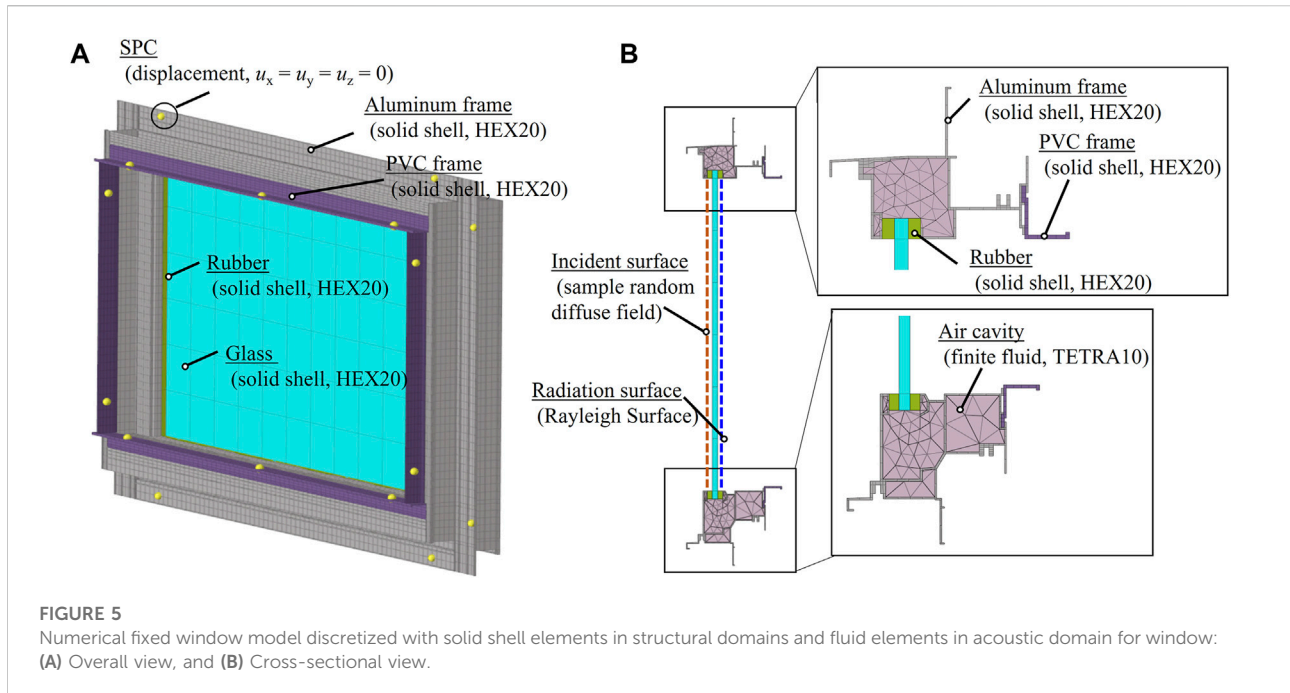 A
SPC
(displacement, ux = uy = uz = 0)
Aluminum frame
(solid shell, HEX20)
PVC frame
(solid shell, HEX20)
Rubber
(solid shell, HEX20)
Glass
(solid shell, HEX20)
B
Incident surface
(sample random
diffuse field)
Radiation surface
(Rayleigh Surface)
Aluminum frame
(solid shell, HEX20)
PVC frame
(solid shell, HEX20)
Rubber
(solid shell, HEX20)
Air cavity
(finite fluid, TETRA10)
FIGURE 5
Numerical fixed window model discretized with solid shell elements in structural domains and fluid elements in acoustic domain for window:
(A) Overall view, and (B) Cross-sectional view.